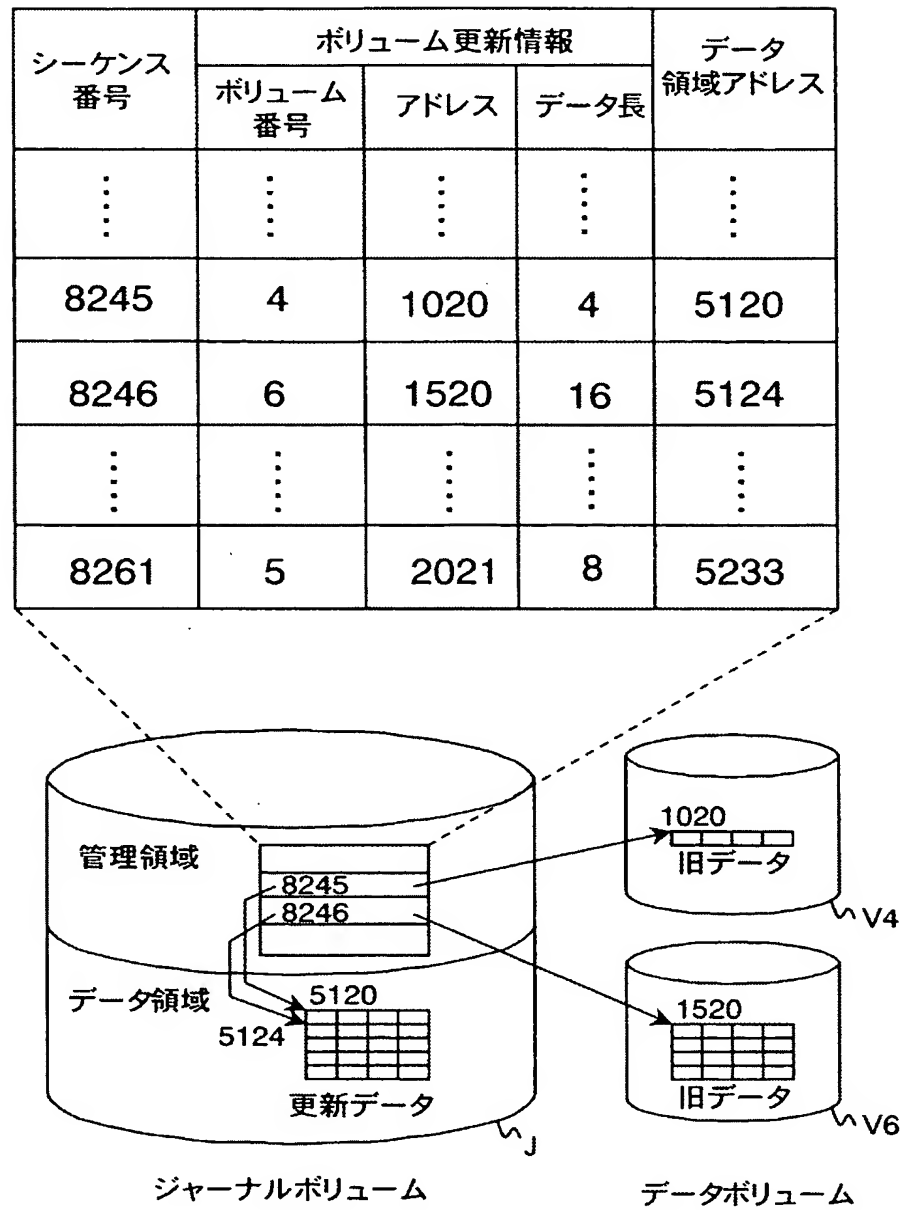 シーケンス
番号
ボリューム更新情報
データ
領域アドレス
ボリューム
番号
アドレス
データ長
8245 4 1020 4 5120
8246 6 1520 16 5124
8261 5 2021 8 5233
管理領域
8245
8246
データ領域
5120
5124
更新データ
J
ジャーナルボリューム
1020
旧データ
V4
1520
旧データ
V6
データボリューム